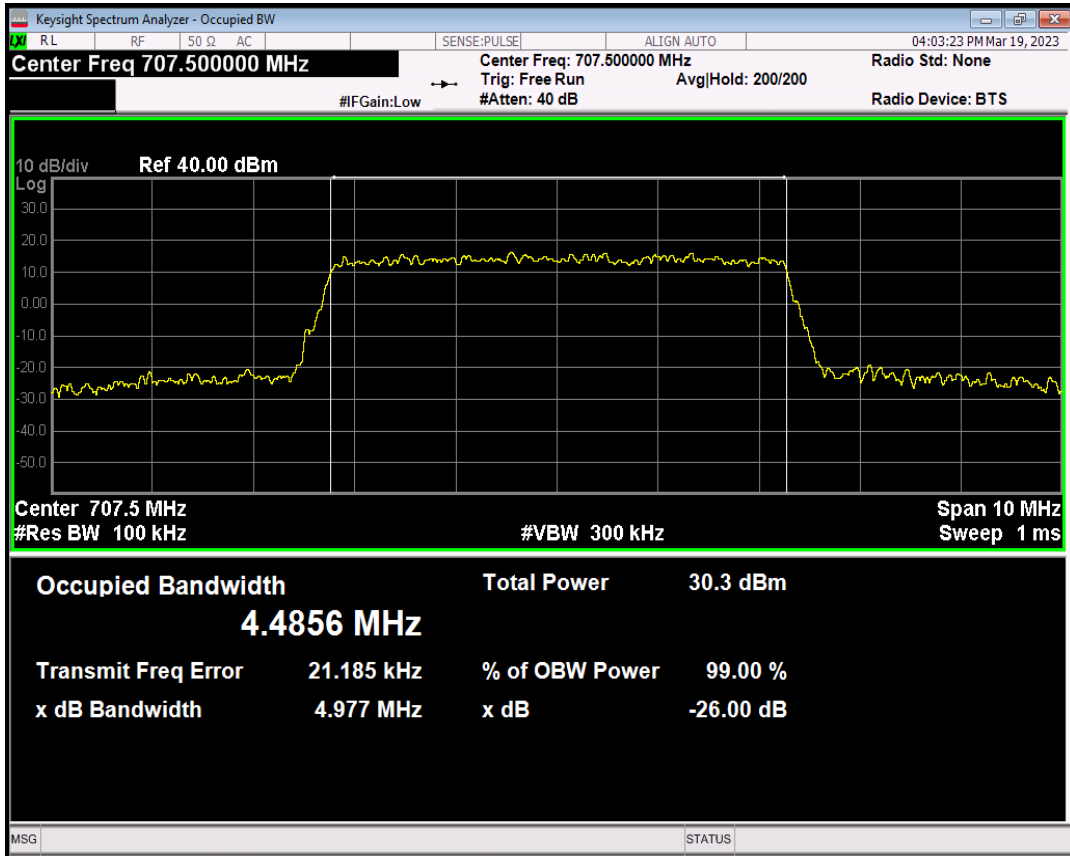 Keysight Spectrum Analyzer - Occupied BW
LXI RL RF 50 Ω AC SENSE:PULSE ALIGN AUTO 04:03:23 PM Mar 19, 2023
Center Freq 707.500000 MHz Center Freq: 707.500000 MHz Radio Std: None
Trig: Free Run Avg|Hold: 200/200
#IFGain:Low #Atten: 40 dB Radio Device: BTS
10 dB/div Ref 40.00 dBm
Log
30.0
20.0
10.0
0.00
-10.0
-20.0
-30.0
-40.0
-50.0
Center 707.5 MHz Span 10 MHz
#Res BW 100 kHz #VBW 300 kHz Sweep 1 ms
Occupied Bandwidth Total Power 30.3 dBm
4.4856 MHz
Transmit Freq Error 21.185 kHz % of OBW Power 99.00 %
x dB Bandwidth 4.977 MHz x dB -26.00 dB
MSG STATUS